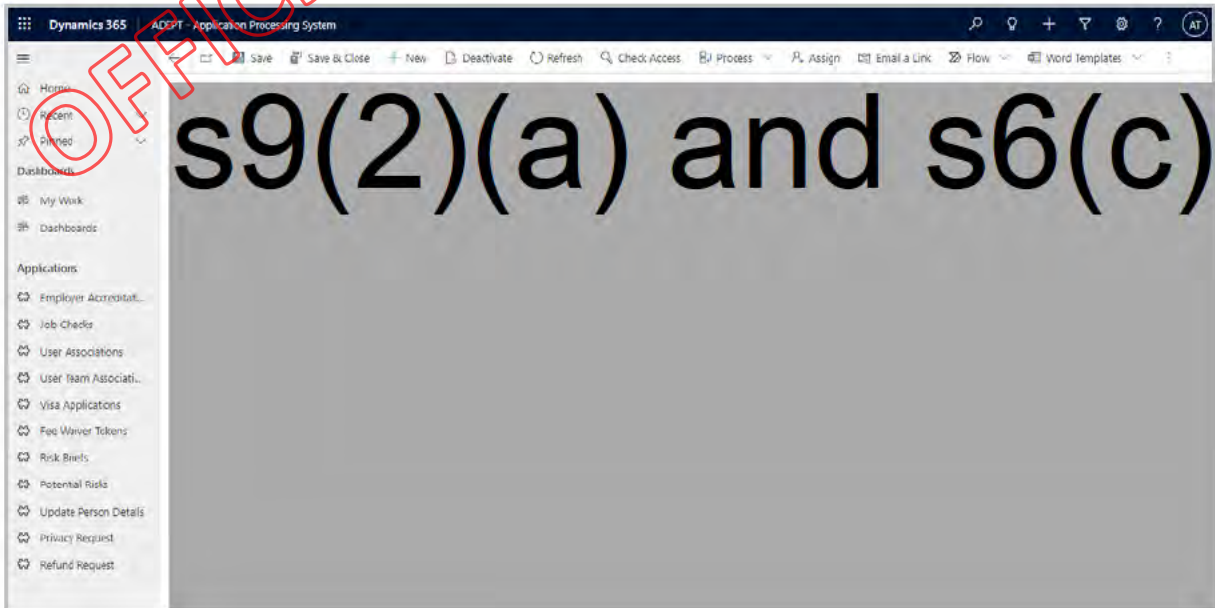 Dynamics 365 ADEPT - Application Processing System ? AT
Save Save & Close New Deactivate Refresh Check Access Process Assign Email a Link Flow Word Templates
Home
Recent
Pinned
Dashboards
My Work
Dashboards
Applications
Employer Accreditat...
Job Checks
User Associations
User Team Associati...
Visa Applications
Fee Waiver Tokens
Risk Briefs
Potential Risks
Update Person Details
Privacy Request
Refund Request
s9(2)(a) and s6(c)
OFFIC